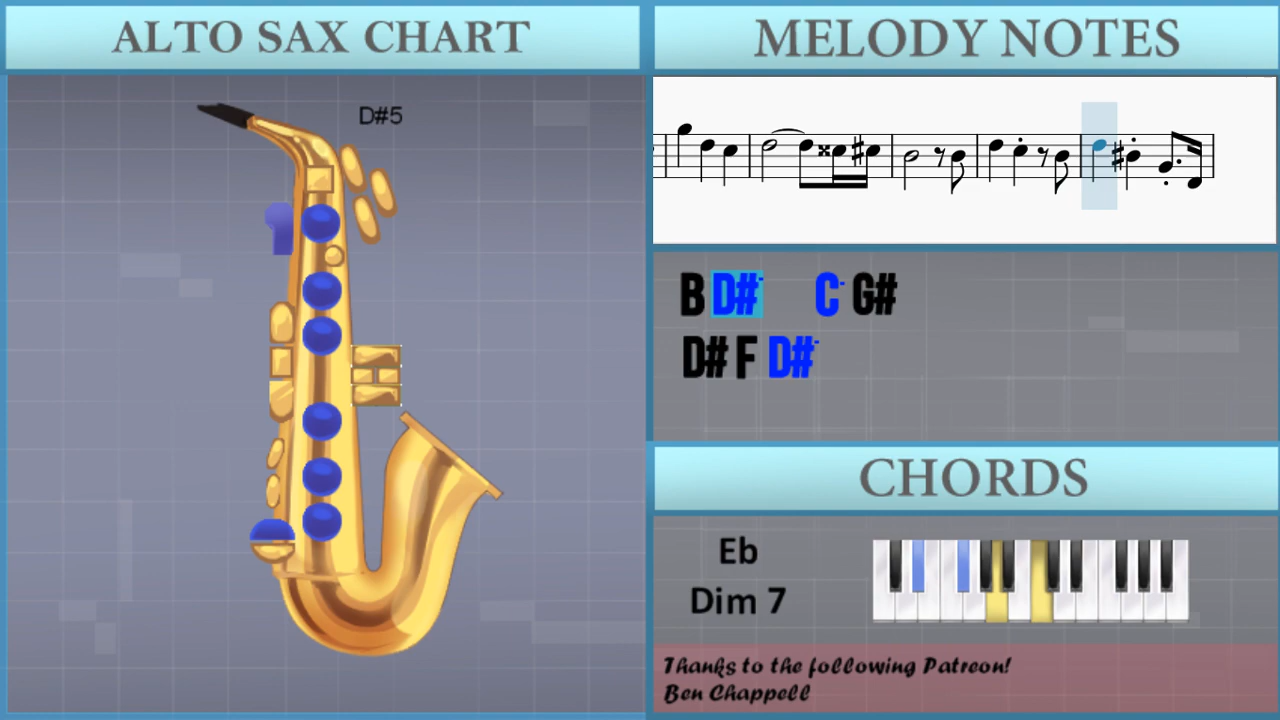 ALTO SAX CHART
D#5
MELODY NOTES
B D#- C- G#
D# F D#-
CHORDS
Eb
Dim 7
Thanks to the following Patreon!
Ben Chappell